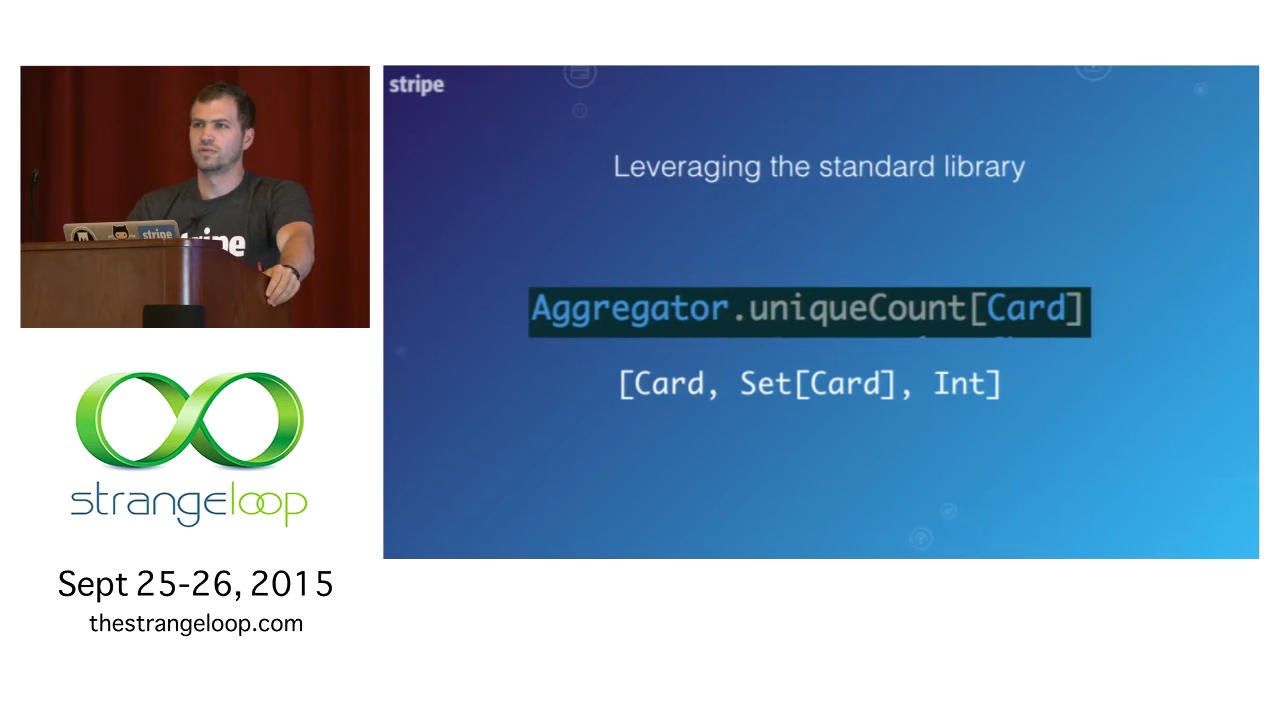 stripe
Leveraging the standard library
Aggregator.uniqueCount[Card]
[Card, Set[Card], Int]
stripe
stripe
strangeloop
Sept 25-26, 2015
thestrangeloop.com